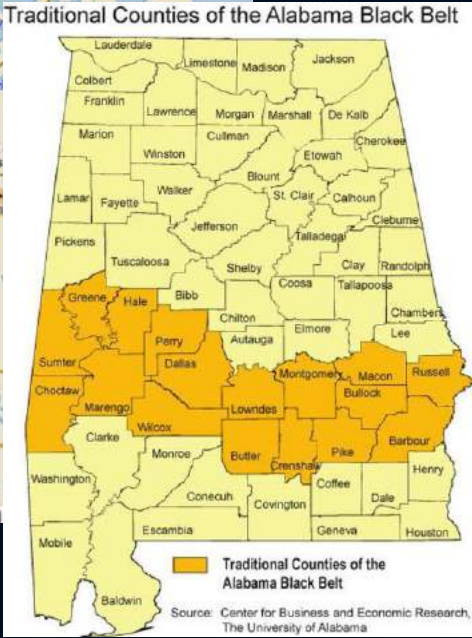 Traditional Counties of the Alabama Black Belt
Lauderdale
Limestone
Madison
Jackson
Colbert
Franklin
Lawrence
Morgan
Marshall
De Kalb
Marion
Winston
Cullman
Cherokee
Etowah
Blount
Lamar
Fayette
Walker
St. Clair
Calhoun
Jefferson
Cleburne
Talladega
Pickens
Tuscaloosa
Shelby
Clay
Randolph
Bibb
Coosa
Tallapoosa
Greene
Hale
Chilton
Chambers
Perry
Autauga
Elmore
Lee
Sumter
Dallas
Montgomery
Macon
Russell
Choctaw
Bullock
Marengo
Lowndes
Wilcox
Clarke
Monroe
Butler
Crenshaw
Pike
Barbour
Washington
Conecuh
Coffee
Dale
Henry
Covington
Mobile
Escambia
Geneva
Houston
Baldwin
Traditional Counties of the
Alabama Black Belt
Source: Center for Business and Economic Research,
The University of Alabama